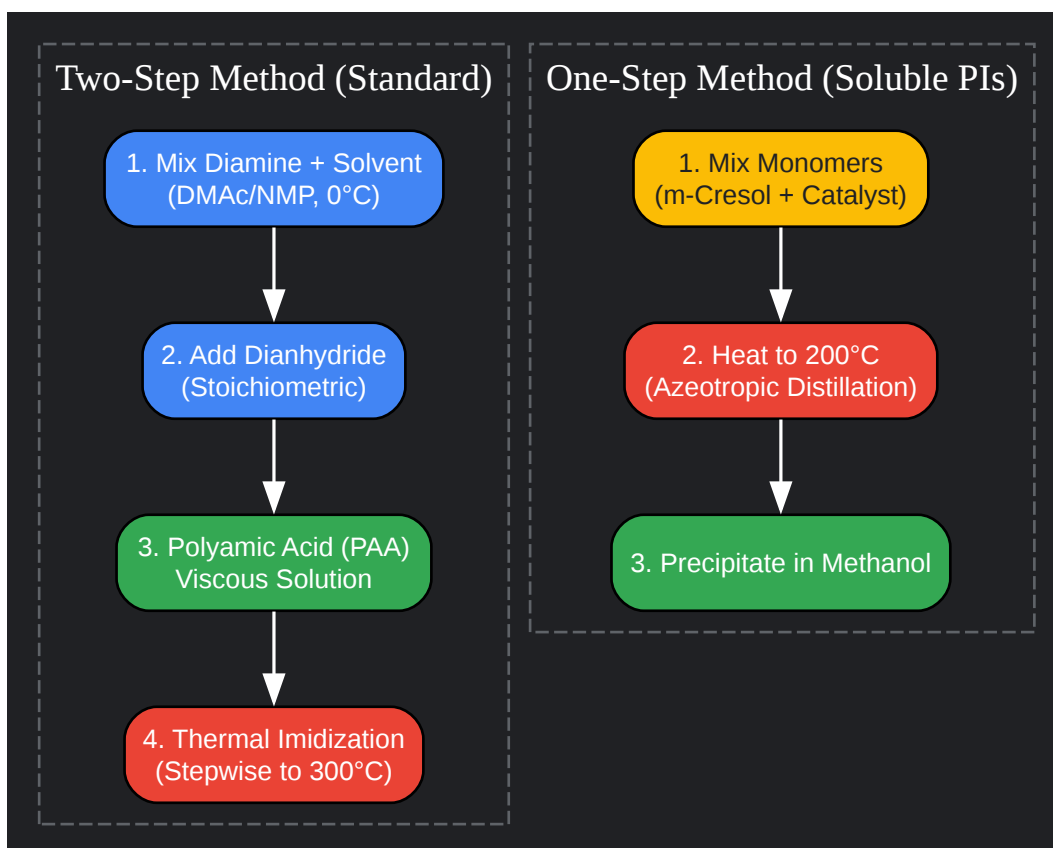 Two-Step Method (Standard)
1. Mix Diamine + Solvent
(DMAc/NMP, 0°C)
2. Add Dianhydride
(Stoichiometric)
3. Polyamic Acid (PAA)
Viscous Solution
4. Thermal Imidization
(Stepwise to 300°C)
One-Step Method (Soluble PIs)
1. Mix Monomers
(m-Cresol + Catalyst)
2. Heat to 200°C
(Azeotropic Distillation)
3. Precipitate in Methanol